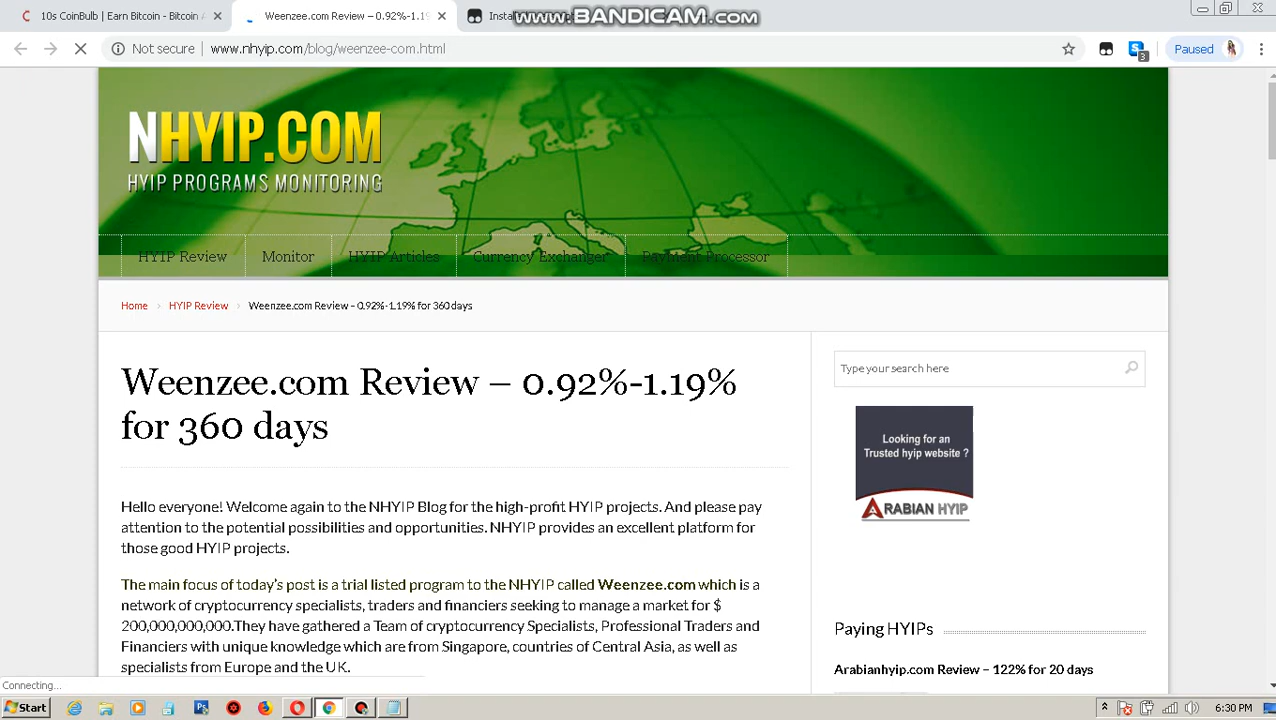 10s CoinBulb | Earn Bitcoin - Bitcoin A
Weenzee.com Review – 0.92%-1.19
Instal
www.BANDICAM.com
Not secure
www.nhyip.com/blog/weenzee-com.html
3
Paused
NHYIP.COM
HYIP PROGRAMS MONITORING
HYIP Review
Monitor
HYIP Articles
Currency Exchanger
Payment Processor
Home
HYIP Review
Weenzee.com Review – 0.92%-1.19% for 360 days
Weenzee.com Review – 0.92%-1.19%
for 360 days
Hello everyone! Welcome again to the NHYIP Blog for the high-profit HYIP projects. And please pay
attention to the potential possibilities and opportunities. NHYIP provides an excellent platform for
those good HYIP projects.
The main focus of today's post is a trial listed program to the NHYIP called Weenzee.com which is a
network of cryptocurrency specialists, traders and financiers seeking to manage a market for $
200,000,000,000.They have gathered a Team of cryptocurrency Specialists, Professional Traders and
Financiers with unique knowledge which are from Singapore, countries of Central Asia, as well as
specialists from Europe and the UK.
Type your search here
Looking for an
Trusted hyip website ?
ARABIAN HYIP
Paying HYIPs
Arabianhyip.com Review – 122% for 20 days
Connecting...
Start
6:30 PM